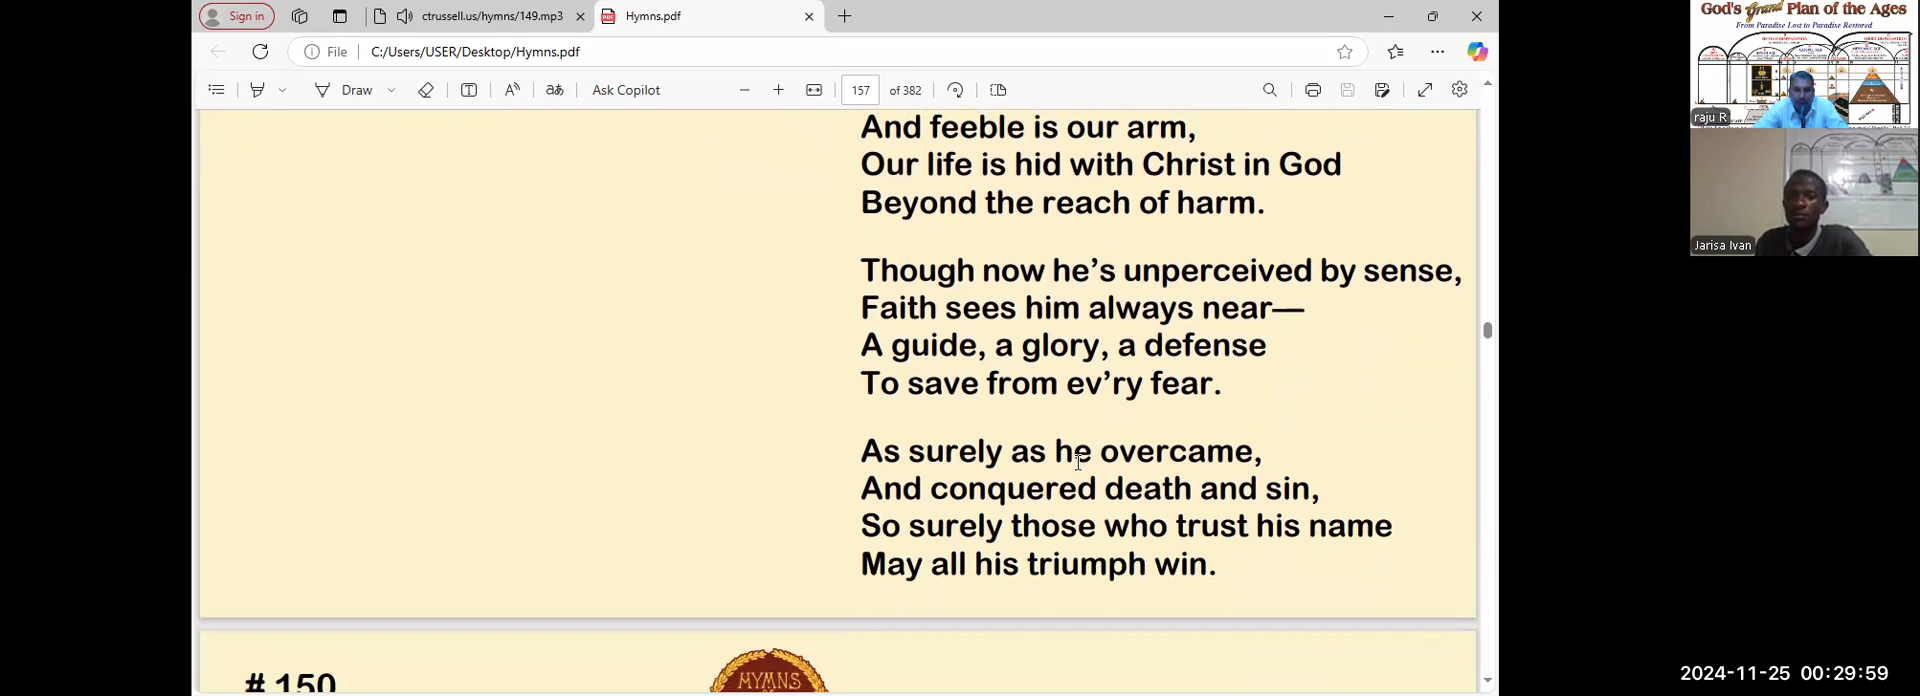 Sign in
ctrussell.us/hymns/149.mp3
Hymns.pdf
File
C:/Users/USER/Desktop/Hymns.pdf
Draw
aあ
Ask Copilot
157 of 382
And feeble is our arm,
Our life is hid with Christ in God
Beyond the reach of harm.
Though now he's unperceived by sense,
Faith sees him always near—
A guide, a glory, a defense
To save from ev'ry fear.
As surely as he overcame,
And conquered death and sin,
So surely those who trust his name
May all his triumph win.
# 150
HYMNS
God's Grand Plan of the Ages
From Paradise Lost to Paradise Restored
raju R
Jarisa Ivan
2024-11-25 00:29:59